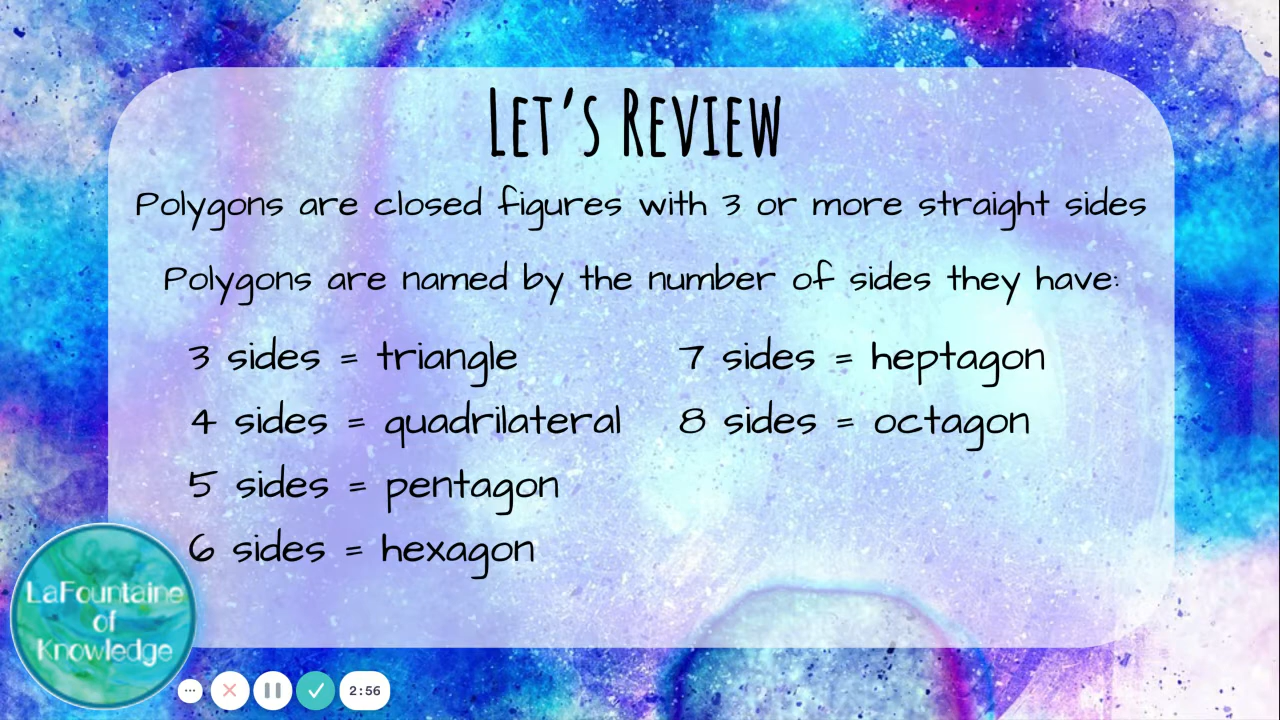 Let's Review
Polygons are closed figures with 3 or more straight sides
Polygons are named by the number of sides they have:
3 sides = triangle
4 sides = quadrilateral
5 sides = pentagon
6 sides = hexagon
7 sides = heptagon
8 sides = octagon
LaFountaine
of
Knowledge
2:56